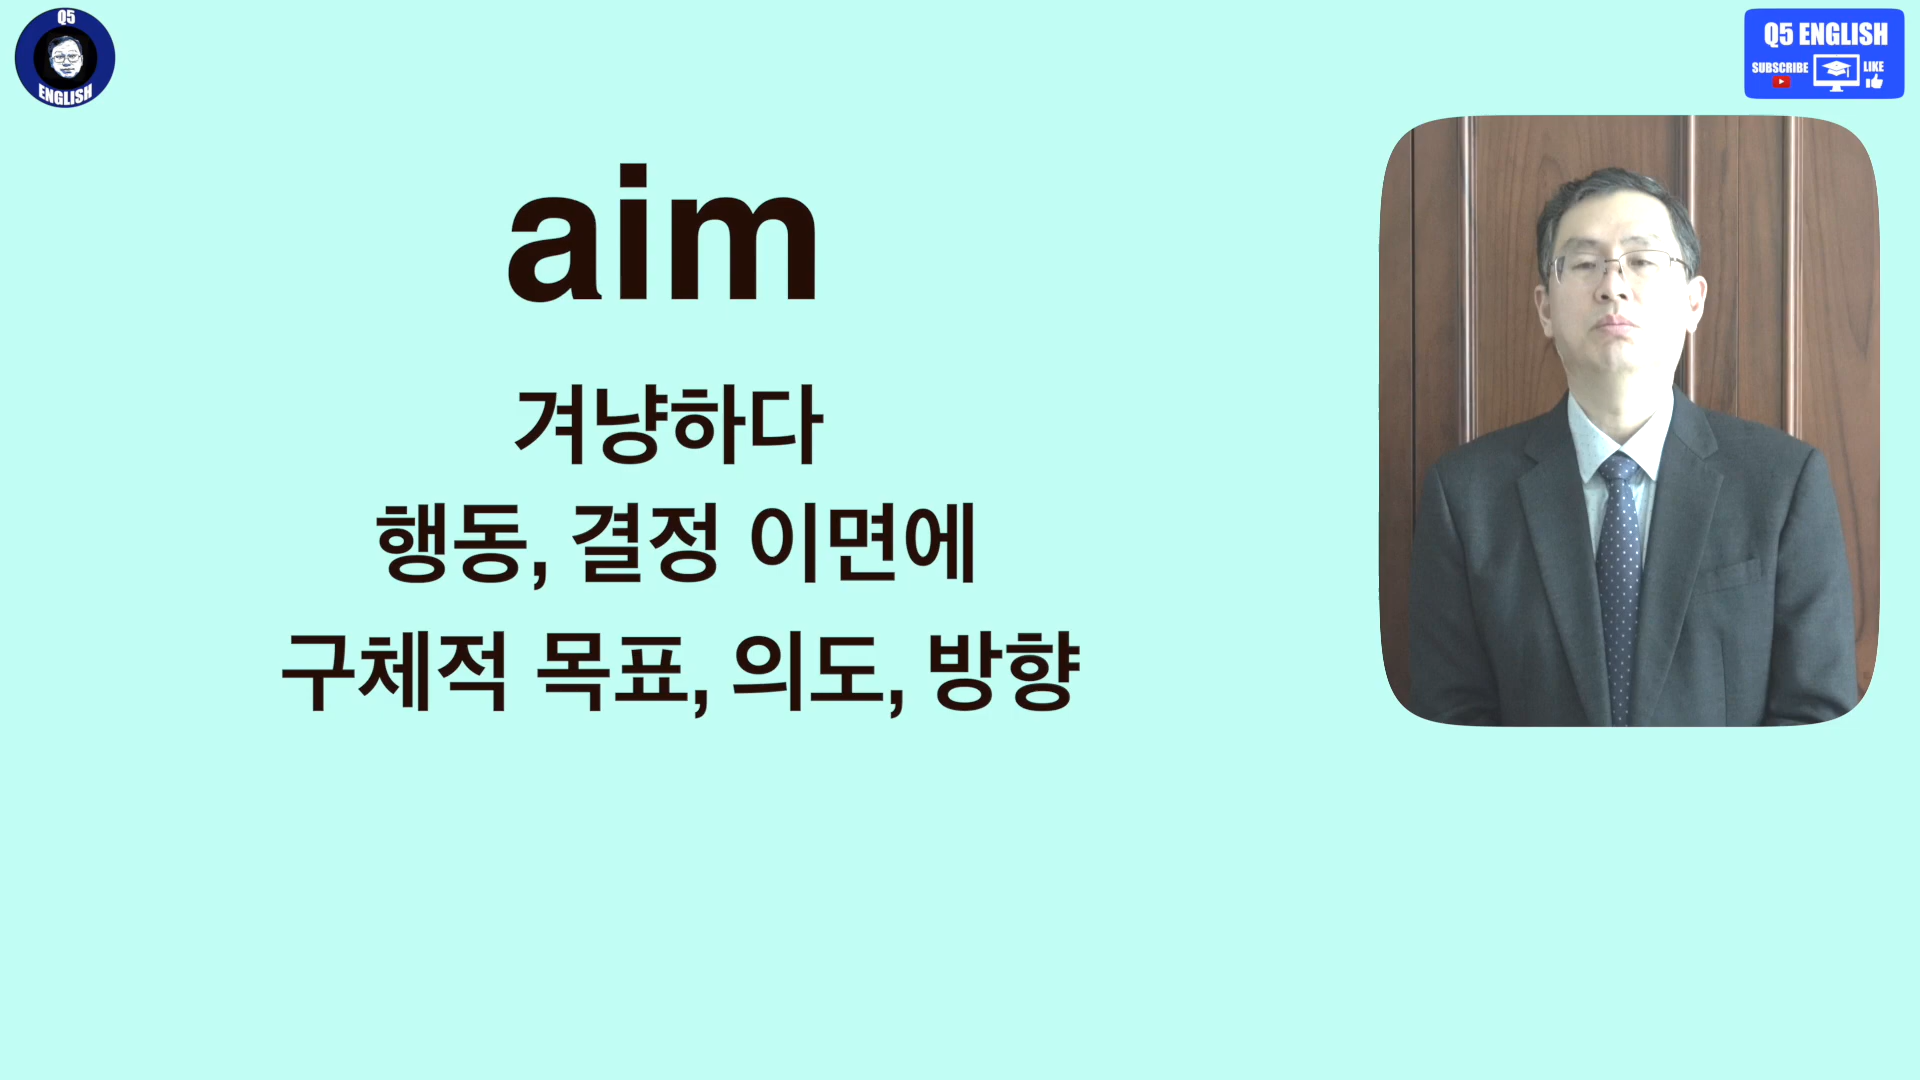 Q5
ENGLISH
Q5 ENGLISH
SUBSCRIBE
LIKE
aim
겨냥하다
행동, 결정 이면에
구체적 목표, 의도, 방향